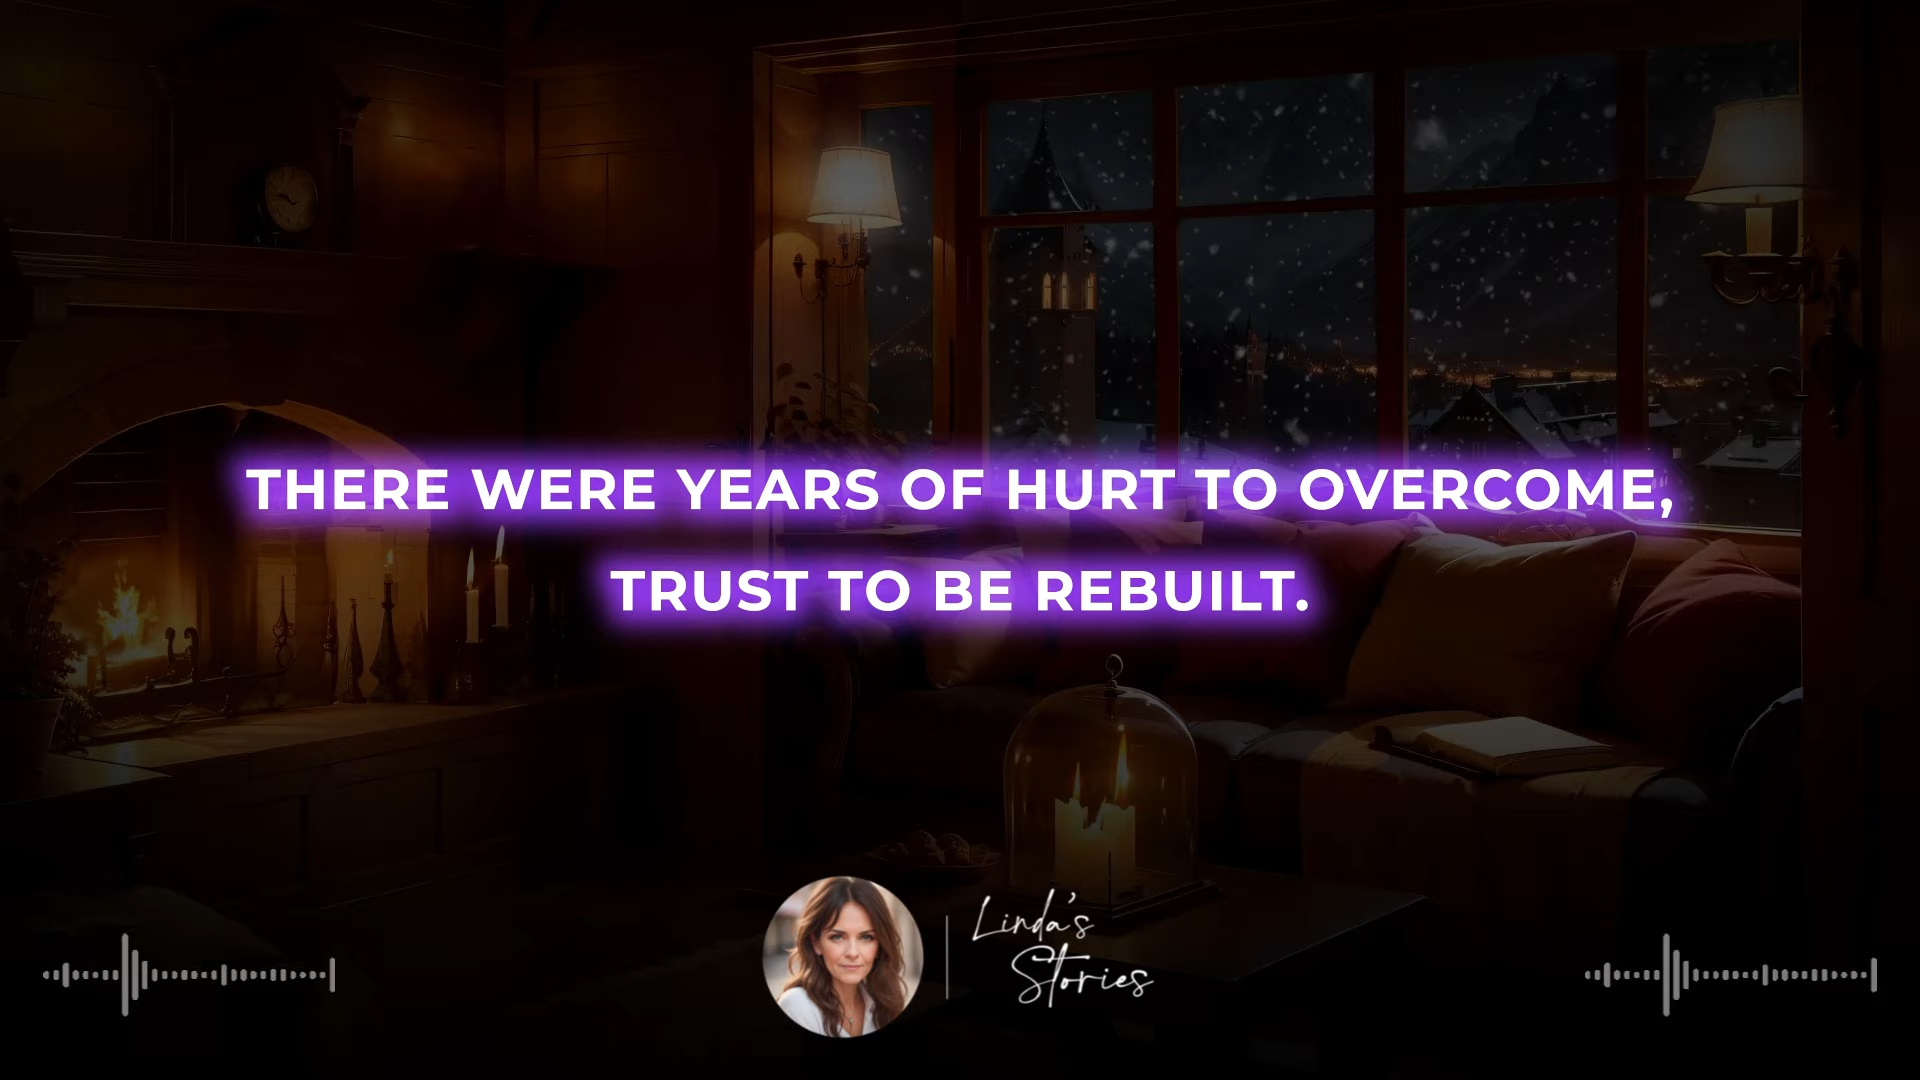 THERE WERE YEARS OF HURT TO OVERCOME,
TRUST TO BE REBUILT.
Linda's
Stories